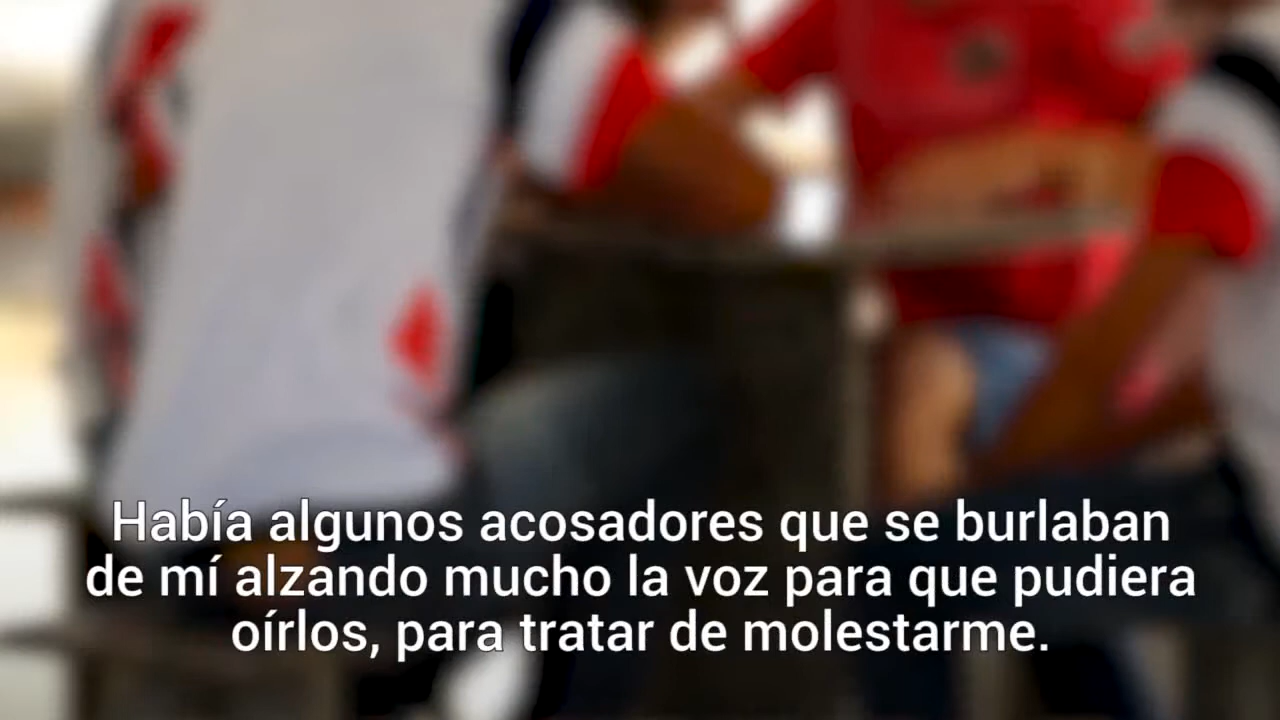 Había algunos acosadores que se burlaban
de mí alzando mucho la voz para que pudiera
oírlos, para tratar de molestarme.